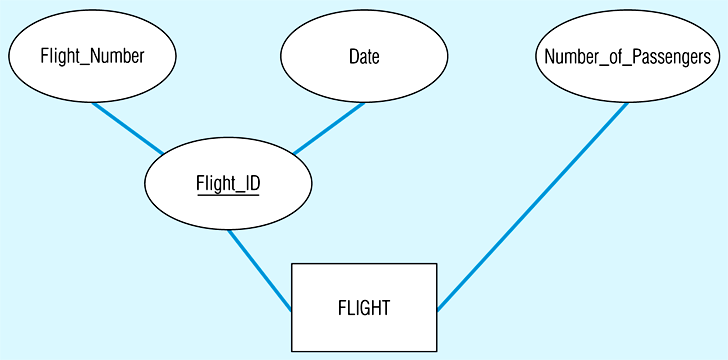 Flight_Number
Date
Number_of_Passengers
Flight_ID
FLIGHT